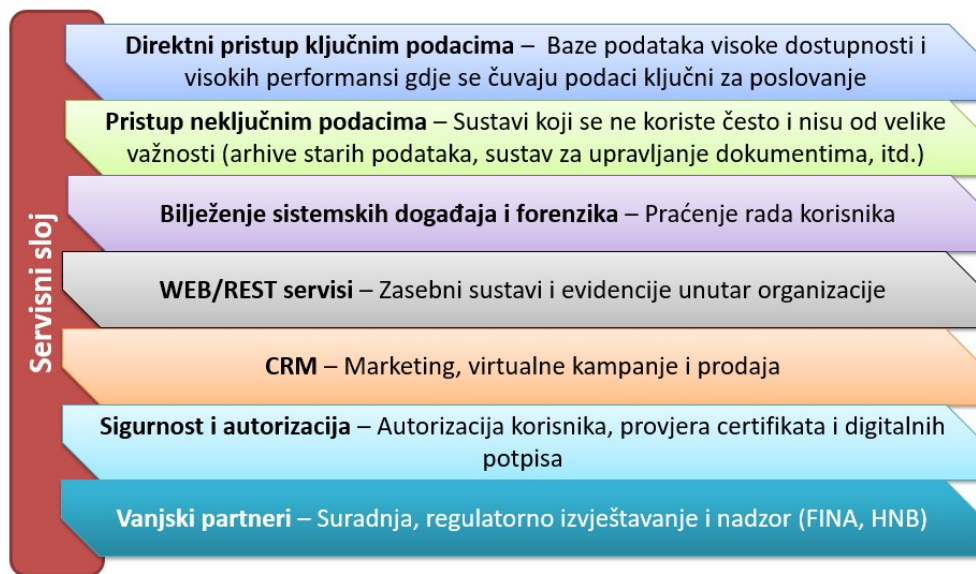 Servisni sloj
Direktni pristup ključnim podacima – Baze podataka visoke dostupnosti i
visokih performansi gdje se čuvaju podaci ključni za poslovanje
Pristup neključnim podacima – Sustavi koji se ne koriste često i nisu od velike
važnosti (arhive starih podataka, sustav za upravljanje dokumentima, itd.)
Bilježenje sistemskih događaja i forenzika – Praćenje rada korisnika
WEB/REST servisi – Zasebni sustavi i evidencije unutar organizacije
CRM – Marketing, virtualne kampanje i prodaja
Sigurnost i autorizacija – Autorizacija korisnika, provjera certifikata i digitalnih
potpisa
Vanjski partneri – Suradnja, regulatorno izvještavanje i nadzor (FINA, HNB)